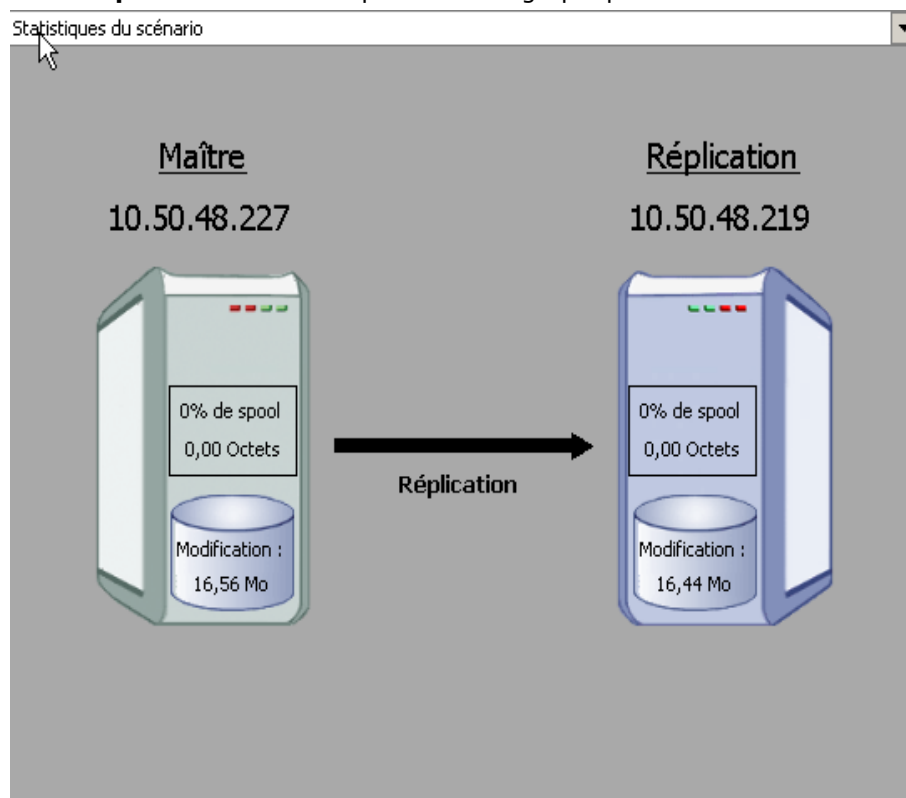 Statistiques du scénario
Maître
Réplication
10.50.48.227
10.50.48.219
0% de spool
0,00 Octets
0% de spool
0,00 Octets
Réplication
Modification :
16,56 Mo
Modification :
16,44 Mo